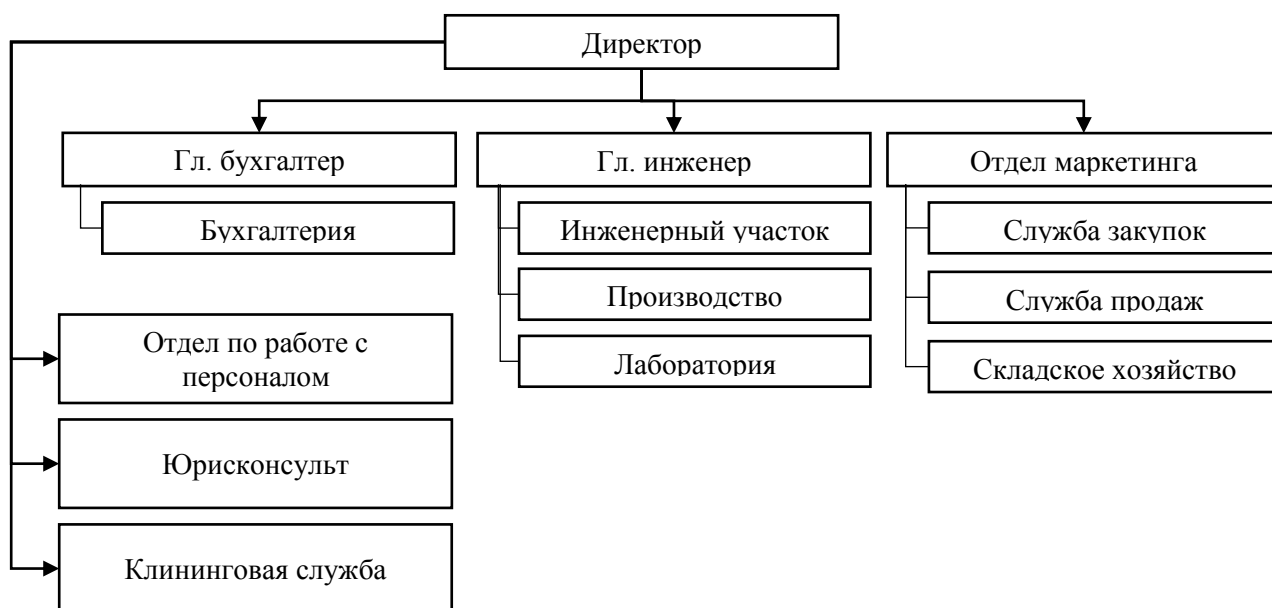 Директор
Гл. бухгалтер
Гл. инженер
Отдел маркетинга
Бухгалтерия
Инженерный участок
Служба закупок
Производство
Служба продаж
Отдел по работе с
персоналом
Лаборатория
Складское хозяйство
Юрисконсульт
Клининговая служба